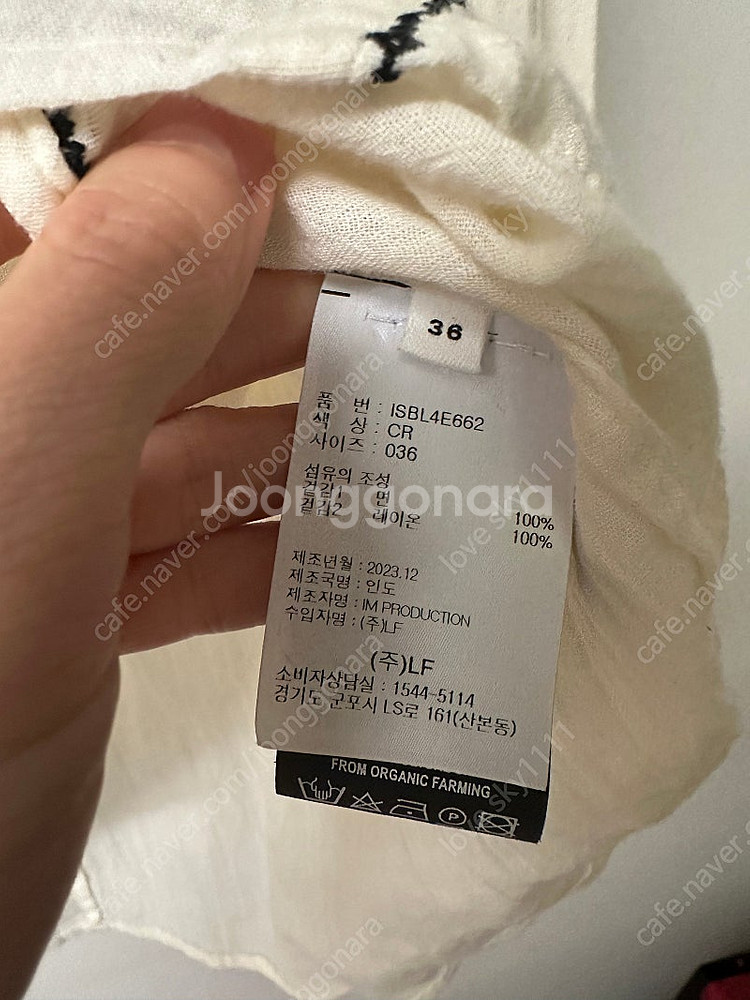 36
품 번 : ISBL4E662
색 상 : CR
사이즈 : 036
섬유의 조성
겉감1 면 100%
겉감2 레이온 100%
Joonggonara
제조년월 : 2023.12
제조국명 : 인도
제조자명 : IM PRODUCTION
수입자명 : (주)LF
(주)LF
소비자상담실 : 1544-5114
경기도 군포시 LS로 161(산본동)
FROM ORGANIC FARMING
P
cafe.naver.com/joonggonara
love_sky1111